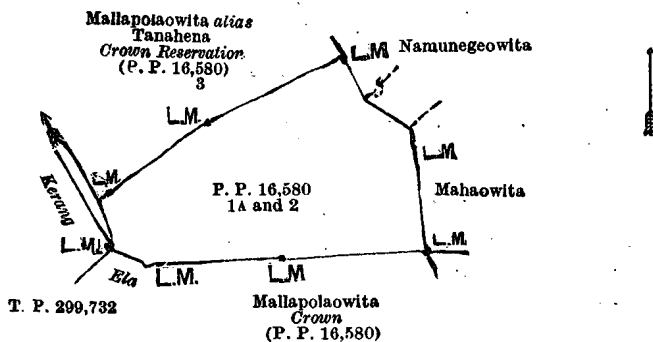 Mallapolaowita alias
Tanahena
Crown Reservation
(P. P. 16,580)
3
Namunegeowita
L.M.
L.M.
L.M.
L.M.
Kerang
P. P. 16,580
1A and 2
Mahaowita
L.M.
L.M.
Ela
L.M.
L.M.
T. P. 299,732
Mallapolaowita
Crown
(P. P. 16,580)